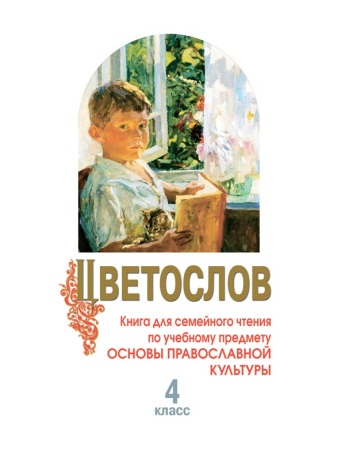 Цветослов
Книга для семейного чтения
по учебному предмету
ОСНОВЫ ПРАВОСЛАВНОЙ
КУЛЬТУРЫ
4
класс